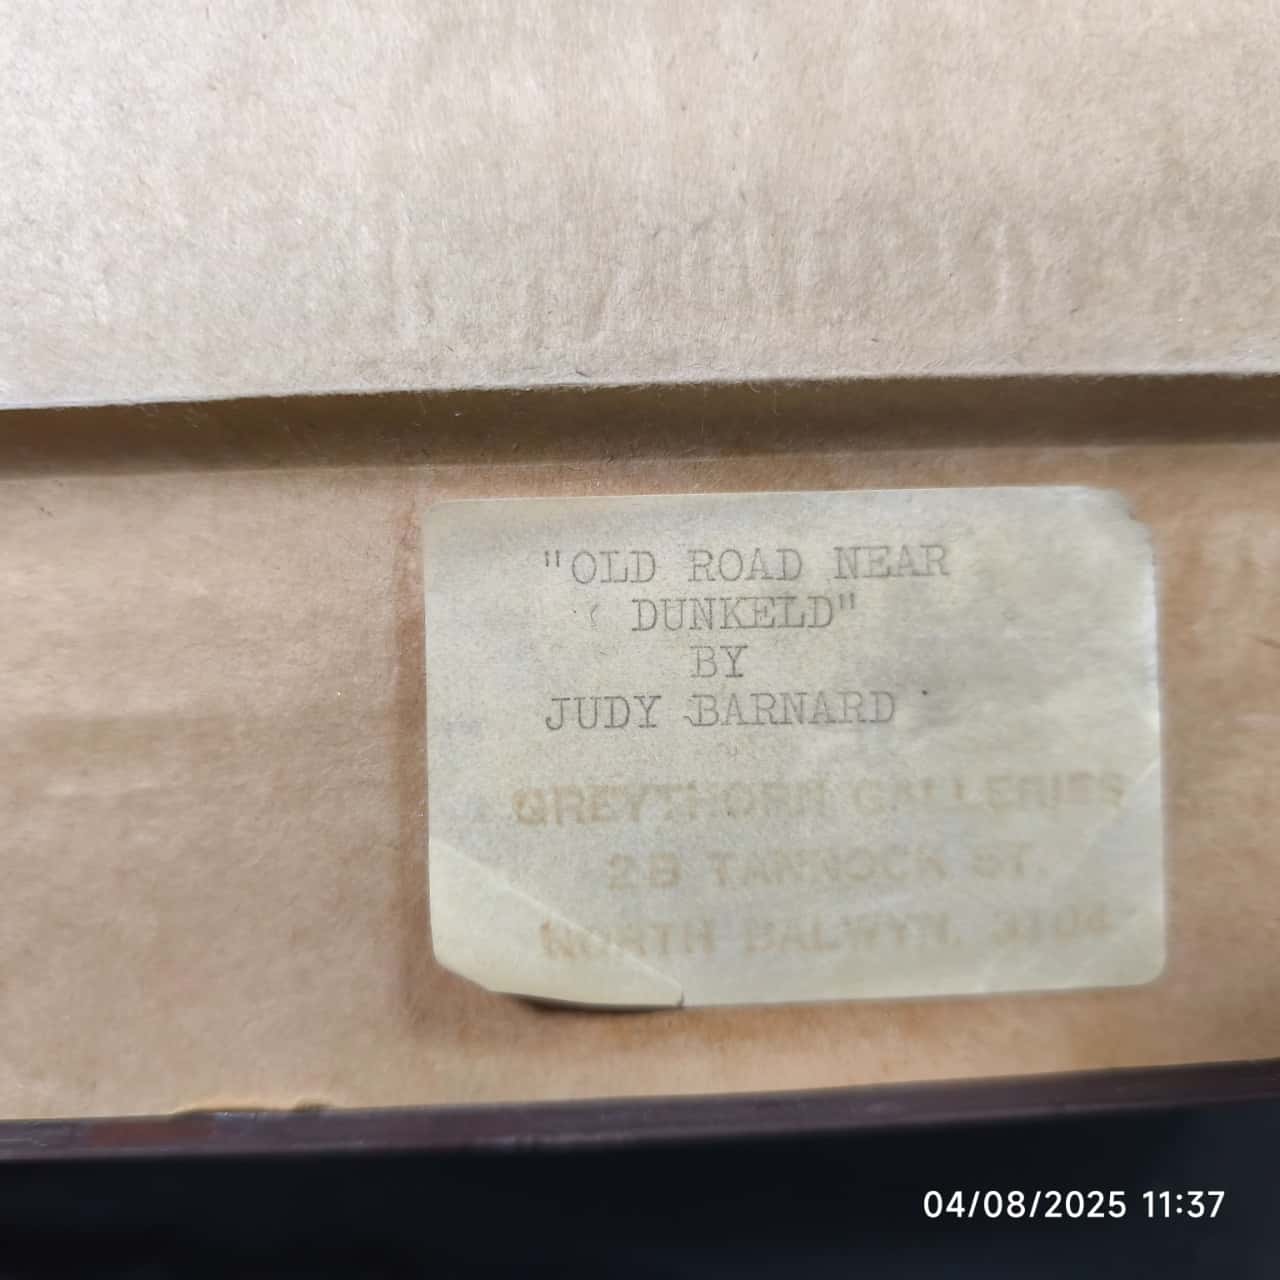 "OLD ROAD NEAR
DUNKELD"
BY
JUDY BARNARD
GREYTHORN GALLERIES
2B TANNOCK ST.
NORTH BALWYN. 3104
04/08/2025 11:37